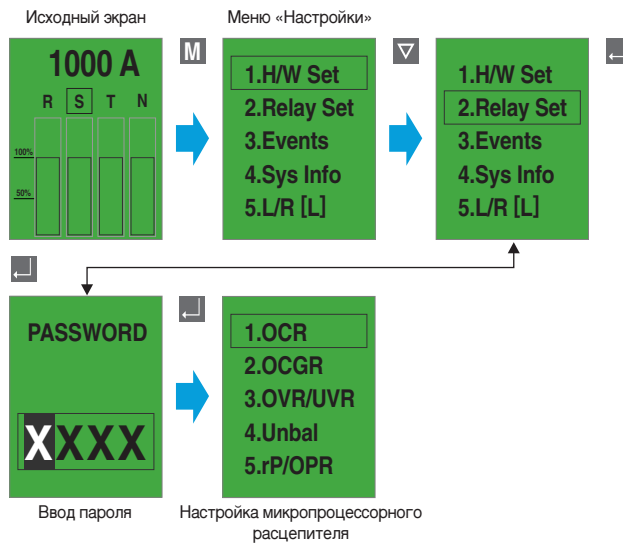 Исходный экран
Меню «Настройки»
1000 A
R S T N
100%
50%
M
1.H/W Set
2.Relay Set
3.Events
4.Sys Info
5.L/R [L]
1.H/W Set
2.Relay Set
3.Events
4.Sys Info
5.L/R [L]
PASSWORD
XXXX
1.OCR
2.OCGR
3.OVR/UVR
4.Unbal
5.rP/OPR
Ввод пароля
Настройка микропроцессорного
расцепителя